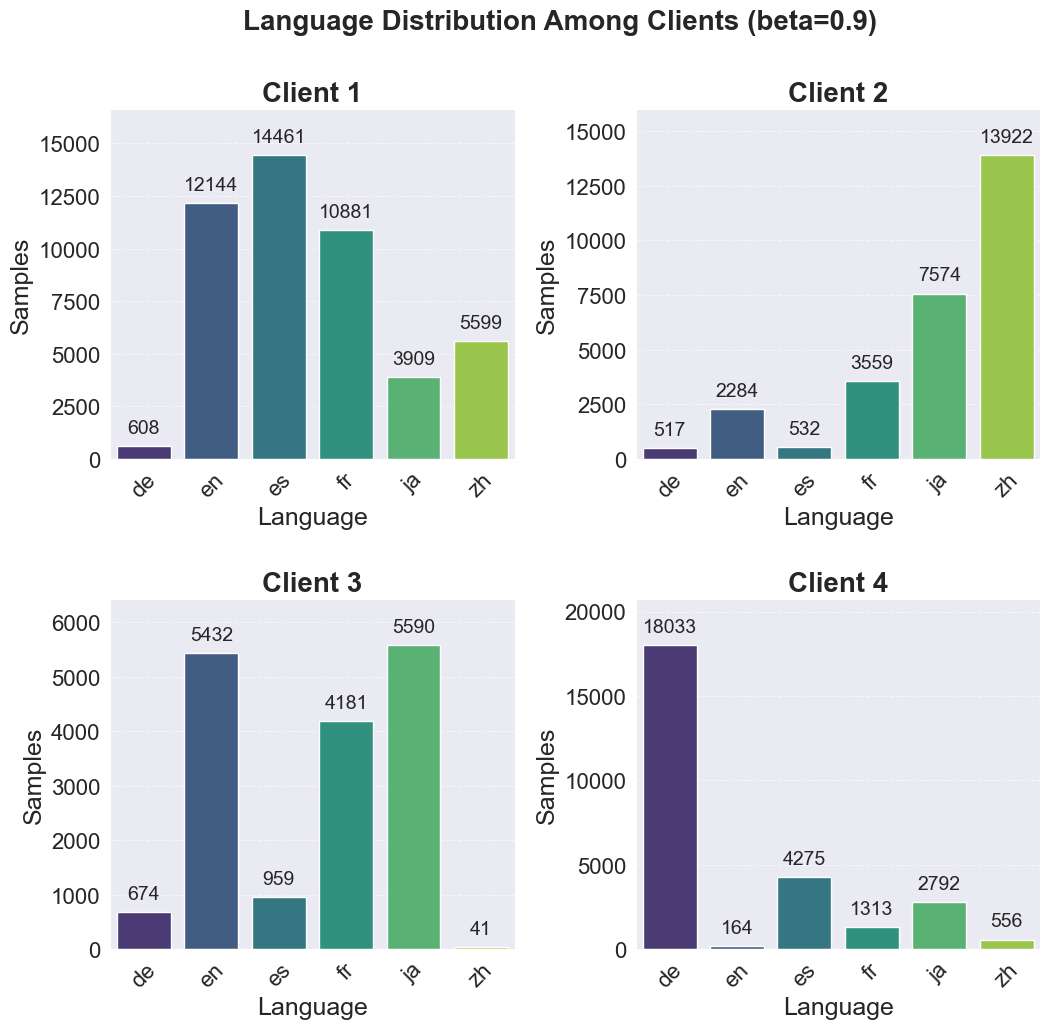 Language Distribution Among Clients (beta=0.9)
Client 1
Samples
15000
12500
10000
7500
5000
2500
0
608
12144
14461
10881
3909
5599
de
en
es
fr
ja
zh
Language
Client 2
Samples
15000
12500
10000
7500
5000
2500
0
517
2284
532
3559
7574
13922
de
en
es
fr
ja
zh
Language
Client 3
Samples
6000
5000
4000
3000
2000
1000
0
674
5432
959
4181
5590
41
de
en
es
fr
ja
zh
Language
Client 4
Samples
20000
15000
10000
5000
0
18033
164
4275
1313
2792
556
de
en
es
fr
ja
zh
Language